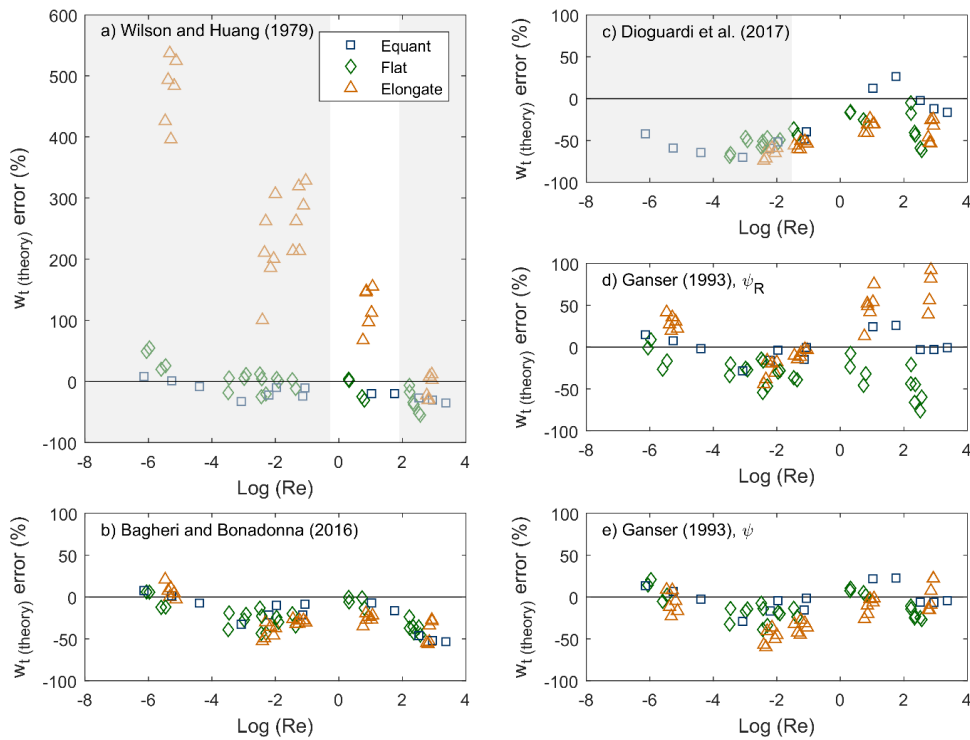 a) Wilson and Huang (1979)
Equant
Flat
Elongate
600
500
400
300
200
100
0
-100
wt (theory) error (%)
-8 -6 -4 -2 0 2 4
Log (Re)
b) Bagheri and Bonadonna (2016)
100
50
0
-50
-100
wt (theory) error (%)
-8 -6 -4 -2 0 2 4
Log (Re)
c) Dioguardi et al. (2017)
100
50
0
-50
-100
wt (theory) error (%)
-8 -6 -4 -2 0 2 4
Log (Re)
d) Ganser (1993), ψR
100
50
0
-50
-100
wt (theory) error (%)
-8 -6 -4 -2 0 2 4
Log (Re)
e) Ganser (1993), ψ
100
50
0
-50
-100
wt (theory) error (%)
-8 -6 -4 -2 0 2 4
Log (Re)